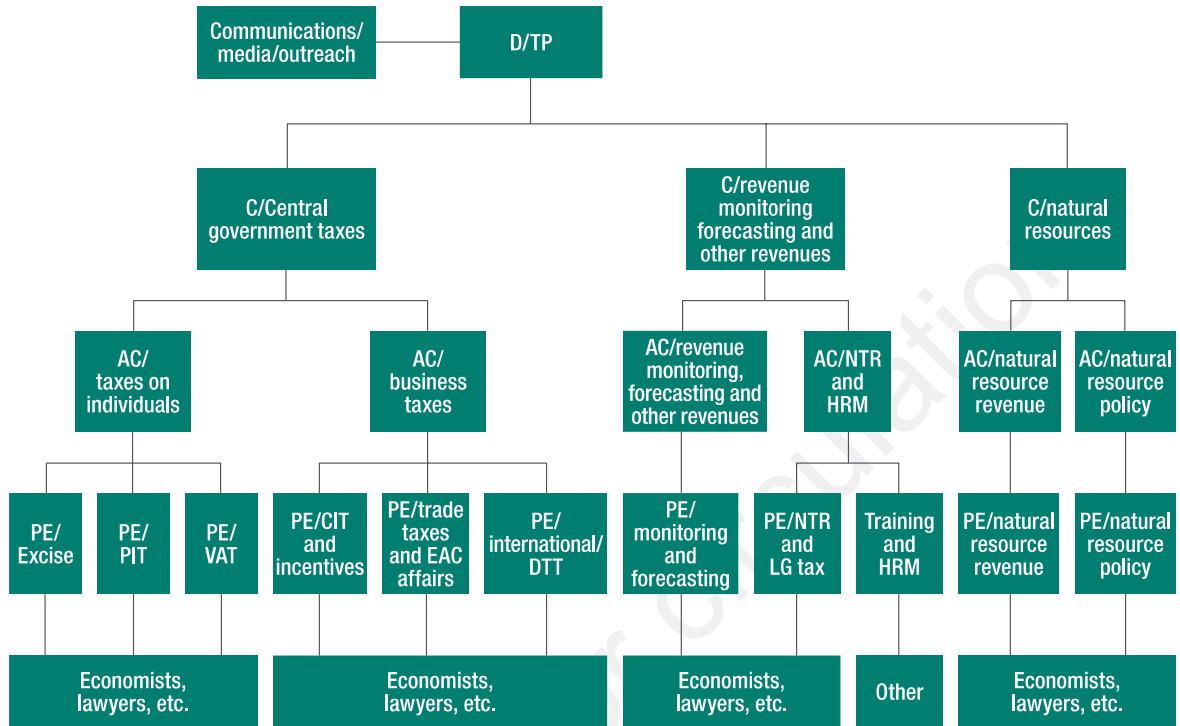 Communications/
media/outreach
D/TP
C/Central
government taxes
C/revenue
monitoring
forecasting and
other revenues
C/natural
resources
AC/
taxes on
individuals
AC/
business
taxes
AC/revenue
monitoring,
forecasting and
other revenues
AC/NTR
and
HRM
AC/natural
resource
revenue
AC/natural
resource
policy
PE/
Excise
PE/
PIT
PE/
VAT
PE/CIT
and
incentives
PE/trade
taxes
and EAC
affairs
PE/
international/
DTT
PE/
monitoring
and
forecasting
PE/NTR
and
LG tax
Training
and
HRM
PE/natural
resource
revenue
PE/natural
resource
policy
Economists,
lawyers, etc.
Economists,
lawyers, etc.
Economists,
lawyers, etc.
Other
Economists,
lawyers, etc.
r circulation